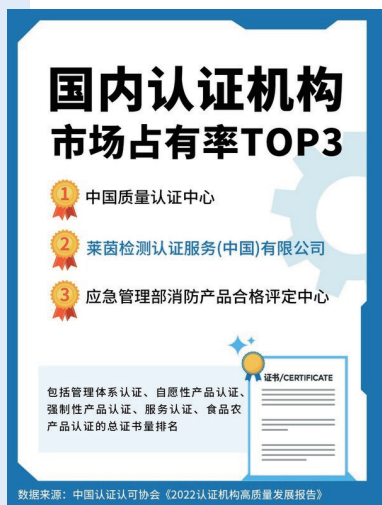 国内认证机构
市场占有率TOP3
1 中国质量认证中心
2 莱茵检测认证服务(中国)有限公司
3 应急管理部消防产品合格评定中心
证书/CERTIFICATE
包括管理体系认证、自愿性产品认证、
强制性产品认证、服务认证、食品农
产品认证的总证书量排名
数据来源：中国认证认可协会《2022认证机构高质量发展报告》